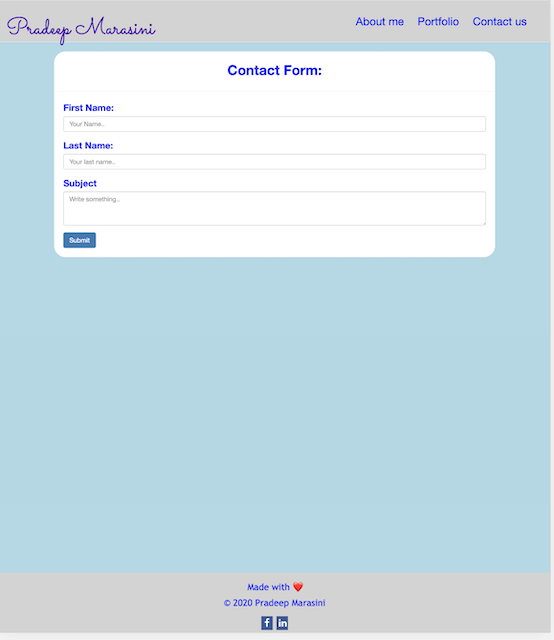 Pradeep Marasini
About me Portfolio Contact us
Contact Form:
First Name:
Your Name..
Last Name:
Your last name..
Subject
Write something..
Submit
Made with ❤️
© 2020 Pradeep Marasini
f in